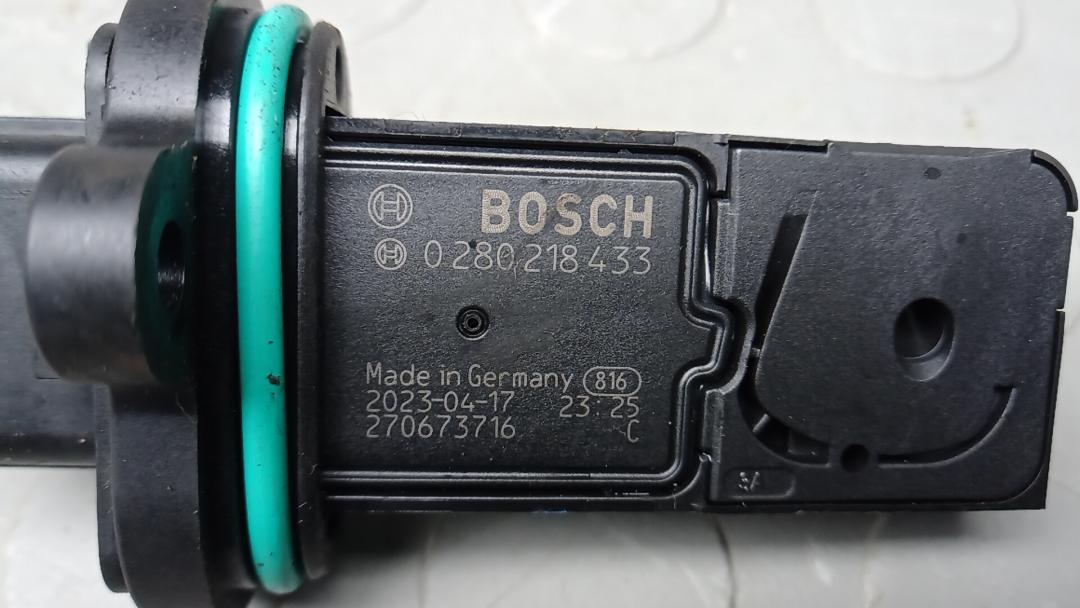 BOSCH
0 280 218 433
Made in Germany 816
2023-04-17 23:25
270673716 C